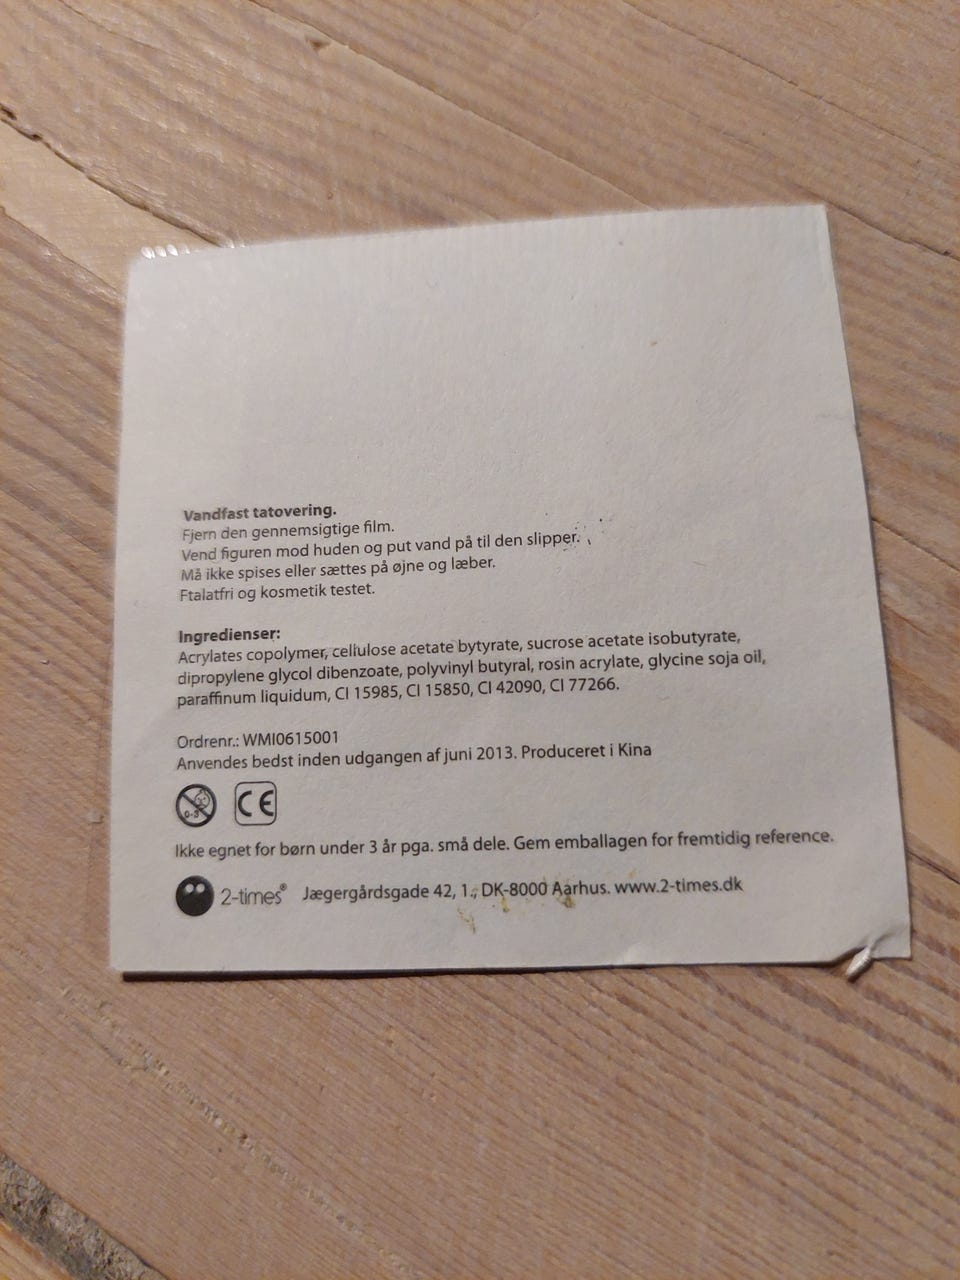 Vandfast tatovering.
Fjern den gennemsigtige film.
Vend figuren mod huden og put vand på til den slipper.
Må ikke spises eller sættes på øjne og læber.
Ftalatfri og kosmetik testet.
Ingredienser:
Acrylates copolymer, cellulose acetate bytyrate, sucrose acetate isobutyrate,
dipropylene glycol dibenzoate, polyvinyl butyral, rosin acrylate, glycine soja oil,
paraffinum liquidum, CI 15985, CI 15850, CI 42090, CI 77266.
Ordrenr.: WMI0615001
Anvendes bedst inden udgangen af juni 2013. Produceret i Kina
0-3 CE
Ikke egnet for børn under 3 år pga. små dele. Gem emballagen for fremtidig reference.
2-times® Jægergårdsgade 42, 1., DK-8000 Aarhus. www.2-times.dk